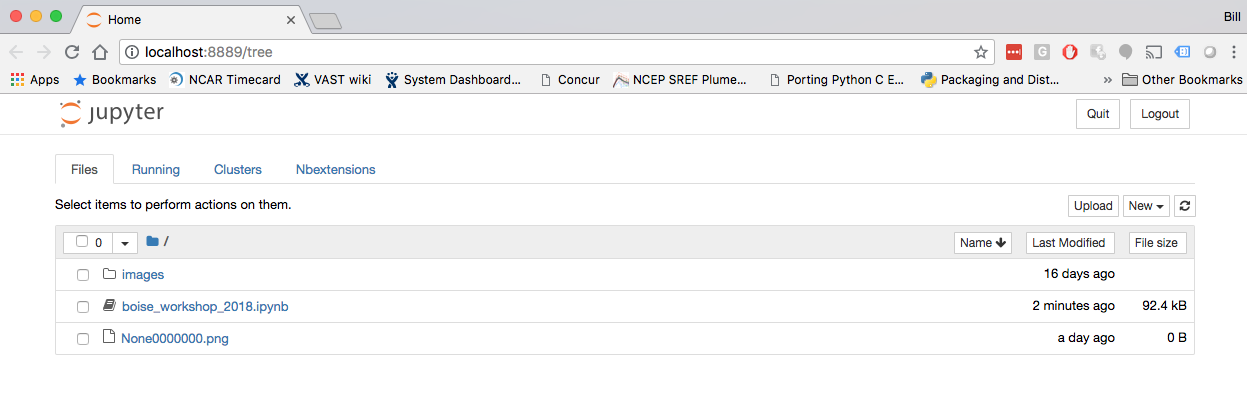 Home Bill
localhost:8889/tree
Apps Bookmarks NCAR Timecard VAST wiki System Dashboard... Concur NCEP SREF Plume... Porting Python C E... Packaging and Dist... » Other Bookmarks
jupyter Quit Logout
Files Running Clusters Nbextensions
Select items to perform actions on them. Upload New
0 / Name Last Modified File size
images 16 days ago
boise_workshop_2018.ipynb 2 minutes ago 92.4 kB
None0000000.png a day ago 0 B